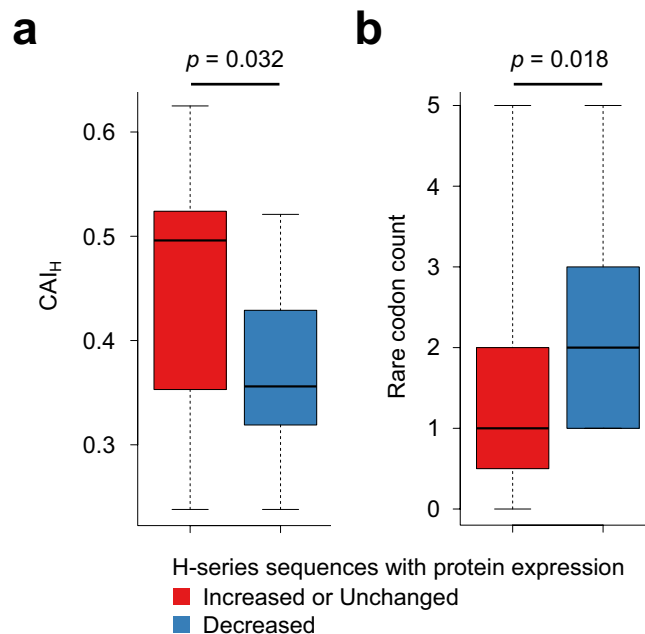 a
p = 0.032
CAIH
0.6
0.5
0.4
0.3
b
p = 0.018
Rare codon count
5
4
3
2
1
0
H-series sequences with protein expression
Increased or Unchanged
Decreased